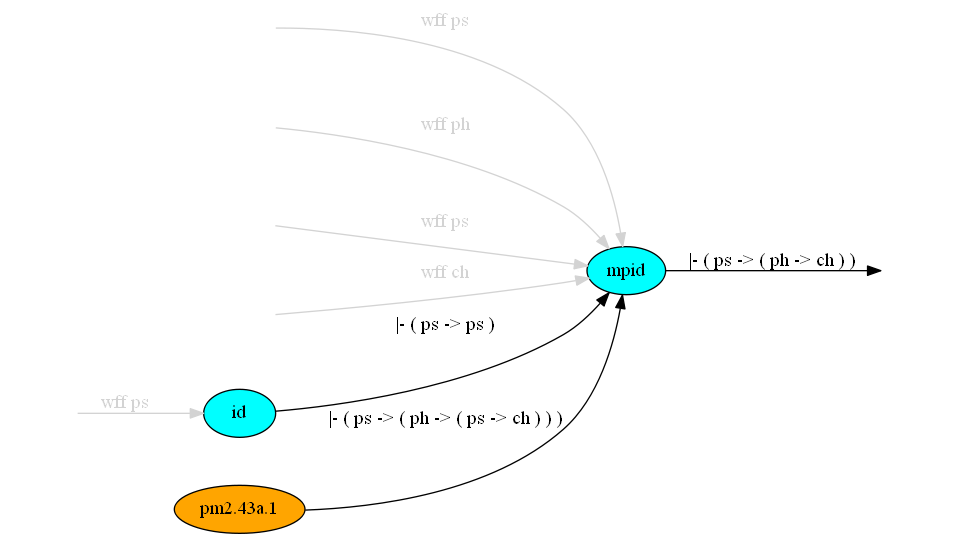 wff ps
wff ph
wff ps
mpid
|- ( ps -> ( ph -> ch ) )
wff ch
|- ( ps -> ps )
wff ps
id
|- ( ps -> ( ph -> ( ps -> ch ) ) )
pm2.43a.1